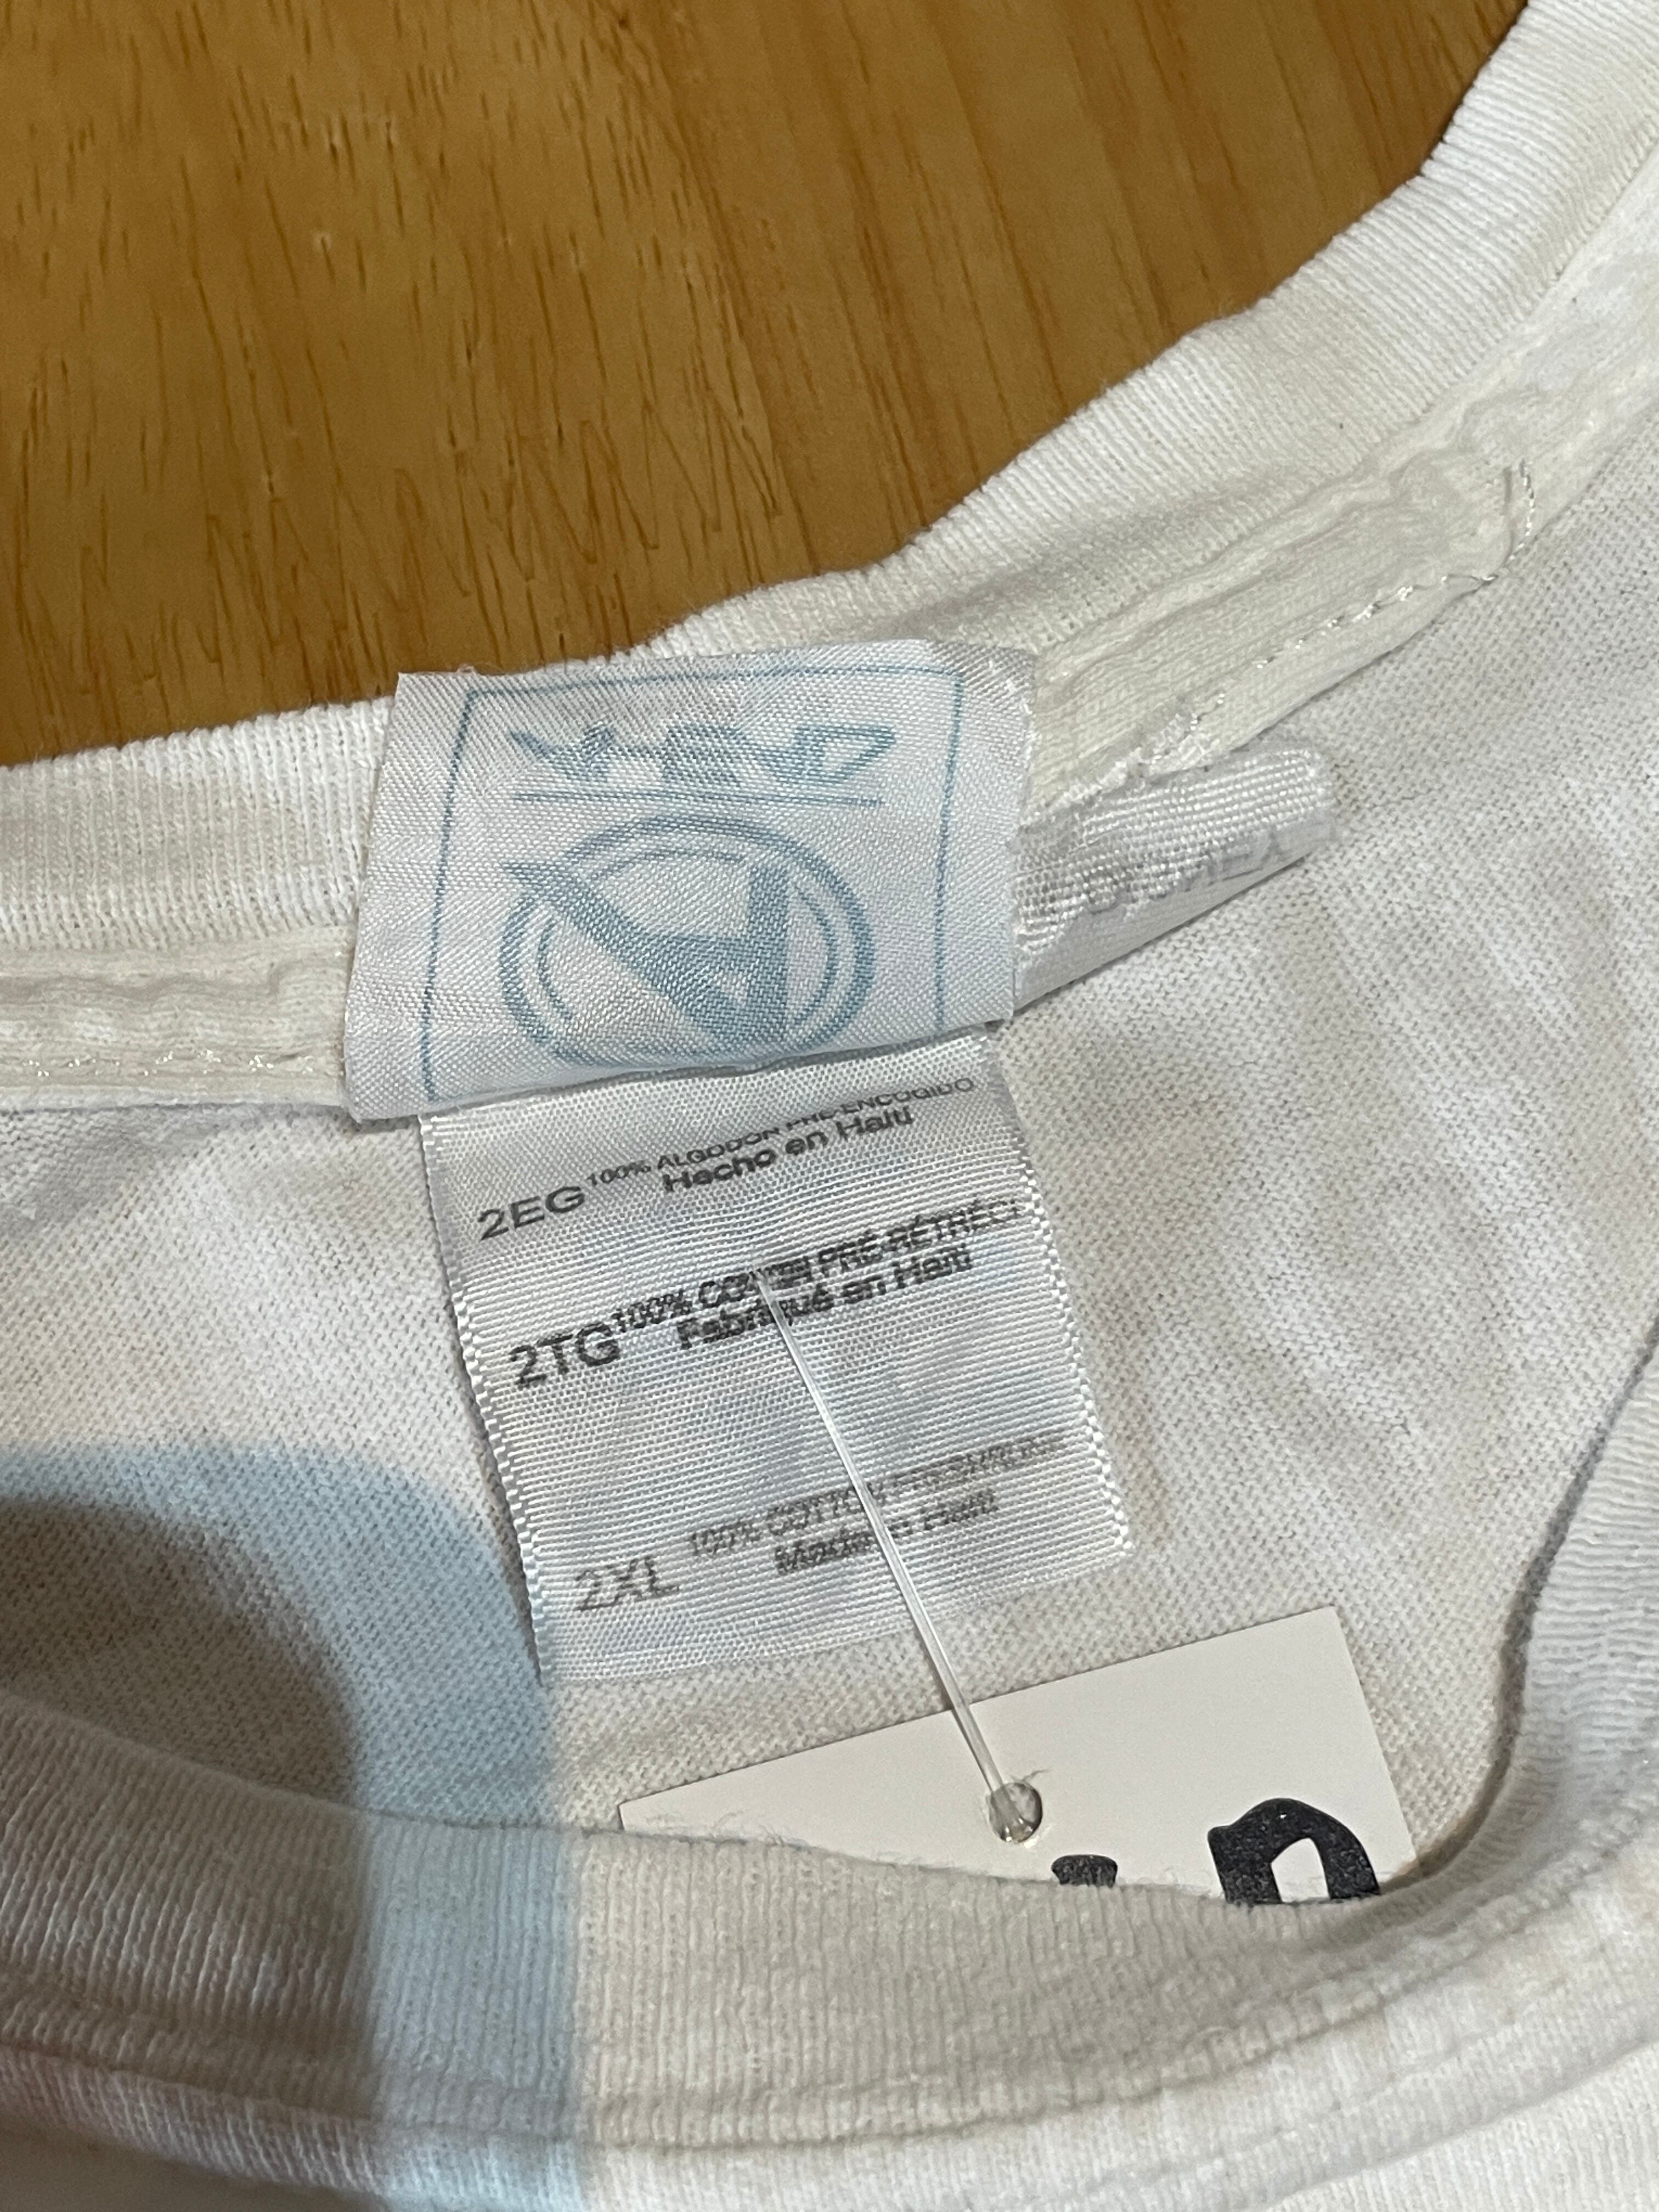 100% ALGODON PRE-ENCOGIDO
2EG Hecho en Haiti
100% COTON PRÉ-RÉTRÉCI
2TG Fabriqué en Haiti
100% COTTON PRESHRUNK
2XL Made in Haiti